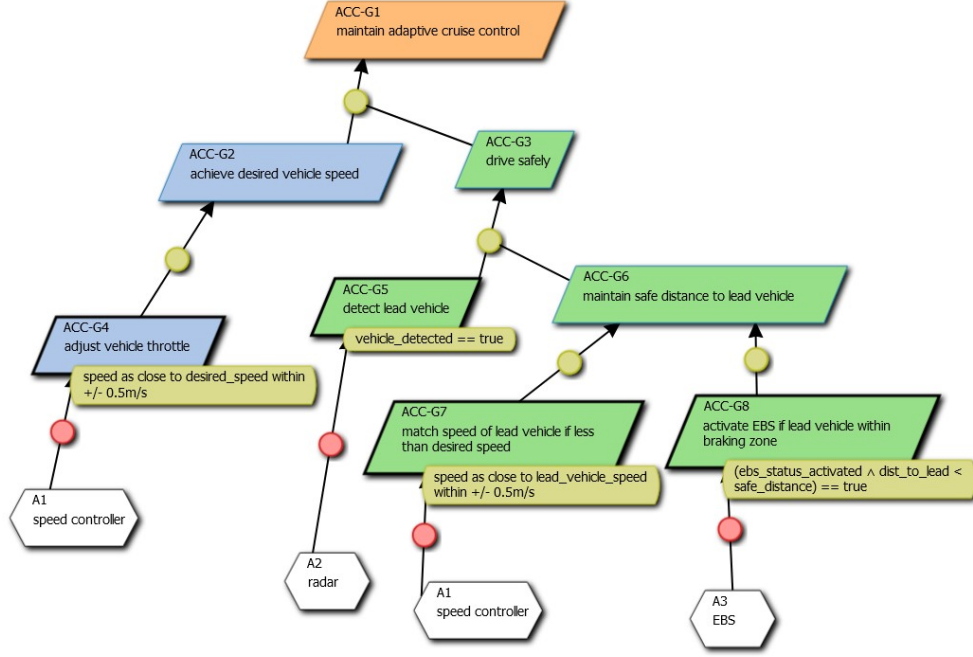 ACC-G1
maintain adaptive cruise control
ACC-G2
achieve desired vehicle speed
ACC-G3
drive safely
ACC-G5
detect lead vehicle
vehicle_detected == true
ACC-G6
maintain safe distance to lead vehicle
ACC-G4
adjust vehicle throttle
speed as close to desired_speed within
+/- 0.5m/s
ACC-G7
match speed of lead vehicle if less
than desired speed
speed as close to lead_vehicle_speed
within +/- 0.5m/s
ACC-G8
activate EBS if lead vehicle within
braking zone
(ebs_status_activated ∧ dist_to_lead <
safe_distance) == true
A1
speed controller
A2
radar
A1
speed controller
A3
EBS